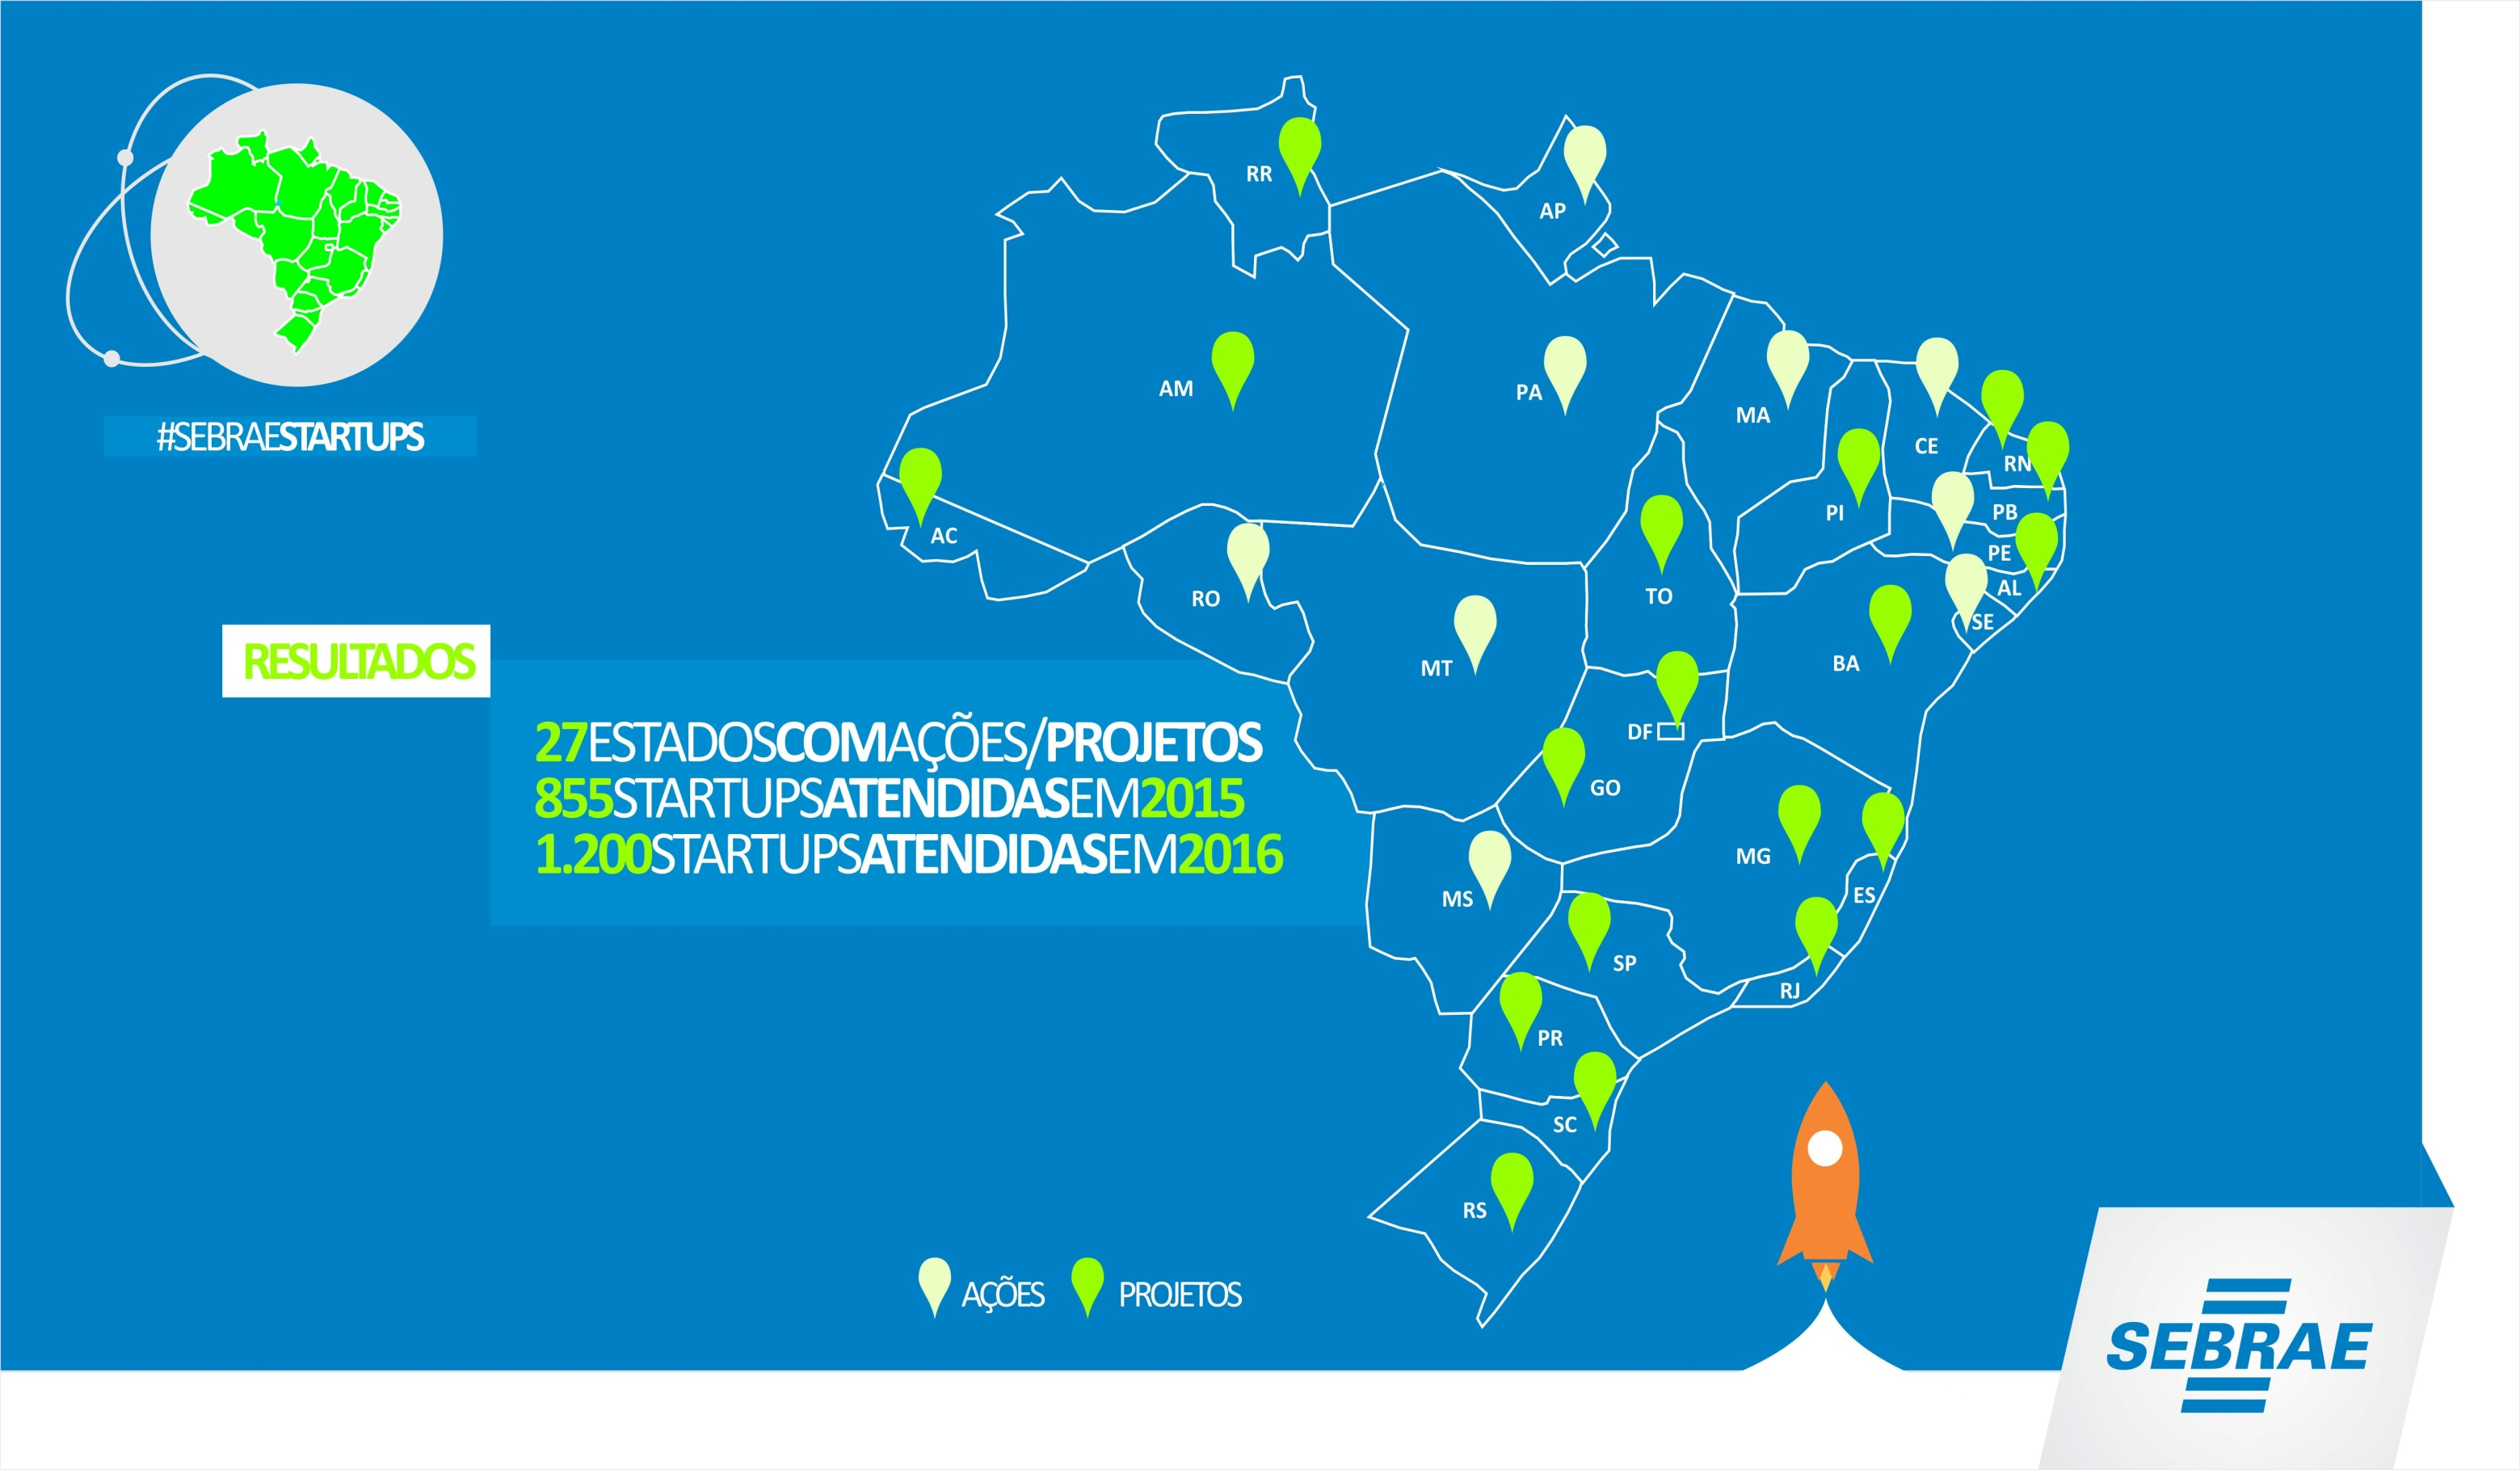 #SEBRAESTARTUPS
RESULTADOS
27ESTADOSCOMAÇÕES/PROJETOS
855STARTUPSATENDIDASEM2015
1.200STARTUPSATENDIDASEM2016
RR
AP
AM
PA
MA
CE
RN
PI
PB
AC
PE
RO
TO
AL
SE
MT
BA
DF
GO
MG
MS
ES
SP
RJ
PR
SC
RS
AÇÕES
PROJETOS
SEBRAE